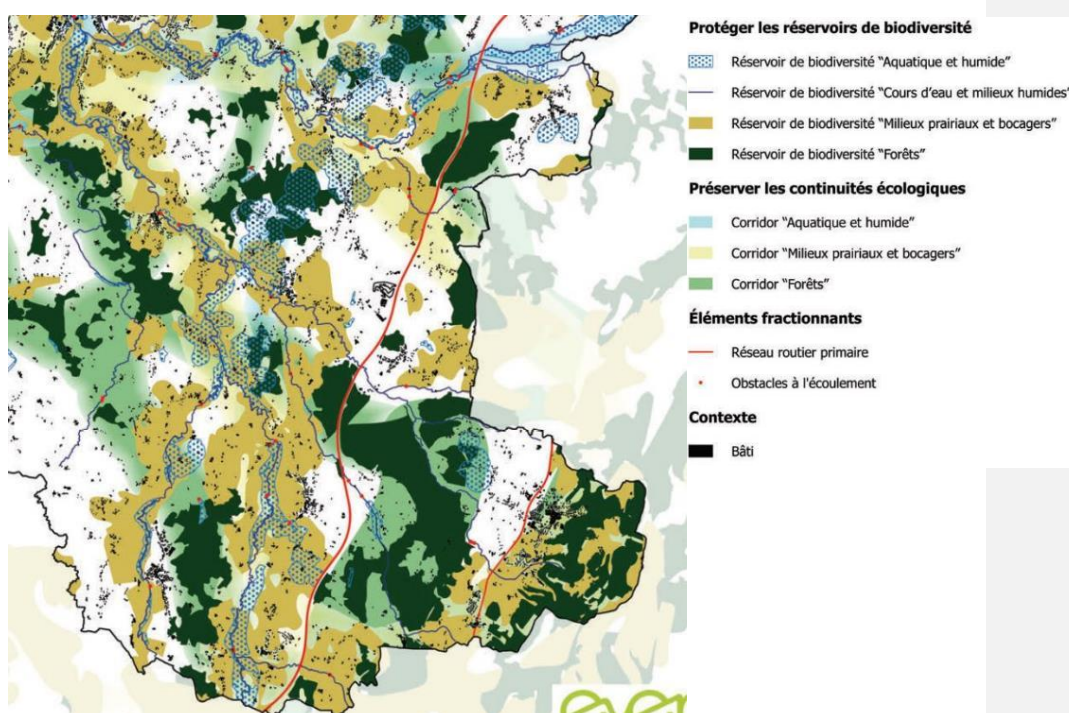 Protéger les réservoirs de biodiversité
Réservoir de biodiversité "Aquatique et humide"
Réservoir de biodiversité "Cours d'eau et milieux humides"
Réservoir de biodiversité "Milieux prairiaux et bocagers"
Réservoir de biodiversité "Forêts"
Préserver les continuités écologiques
Corridor "Aquatique et humide"
Corridor "Milieux prairiaux et bocagers"
Corridor "Forêts"
Éléments fractionnants
Réseau routier primaire
Obstacles à l'écoulement
Contexte
Bâti